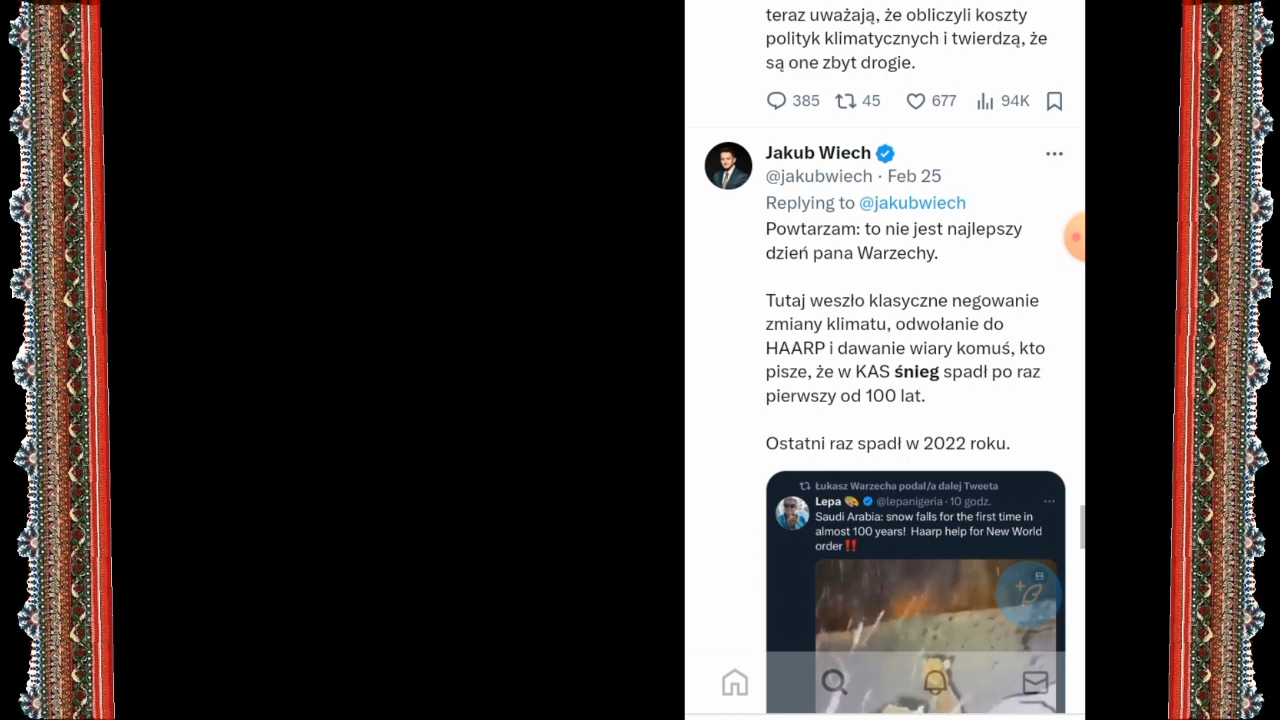 teraz uważają, że obliczyli koszty
polityk klimatycznych i twierdzą, że
są one zbyt drogie.
385 45 677 94K
Jakub Wiech
@jakubwiech · Feb 25
Replying to @jakubwiech
Powtarzam: to nie jest najlepszy
dzień pana Warzechy.
Tutaj weszło klasyczne negowanie
zmiany klimatu, odwołanie do
HAARP i dawanie wiary komuś, kto
pisze, że w KAS śnieg spadł po raz
pierwszy od 100 lat.
Ostatni raz spadł w 2022 roku.
Łukasz Warzecha podał/a dalej Tweeta
Lepa 🎨 @lepanigeria · 10 godz.
Saudi Arabia: snow falls for the first time in
almost 100 years! Haarp help for New World
order‼️